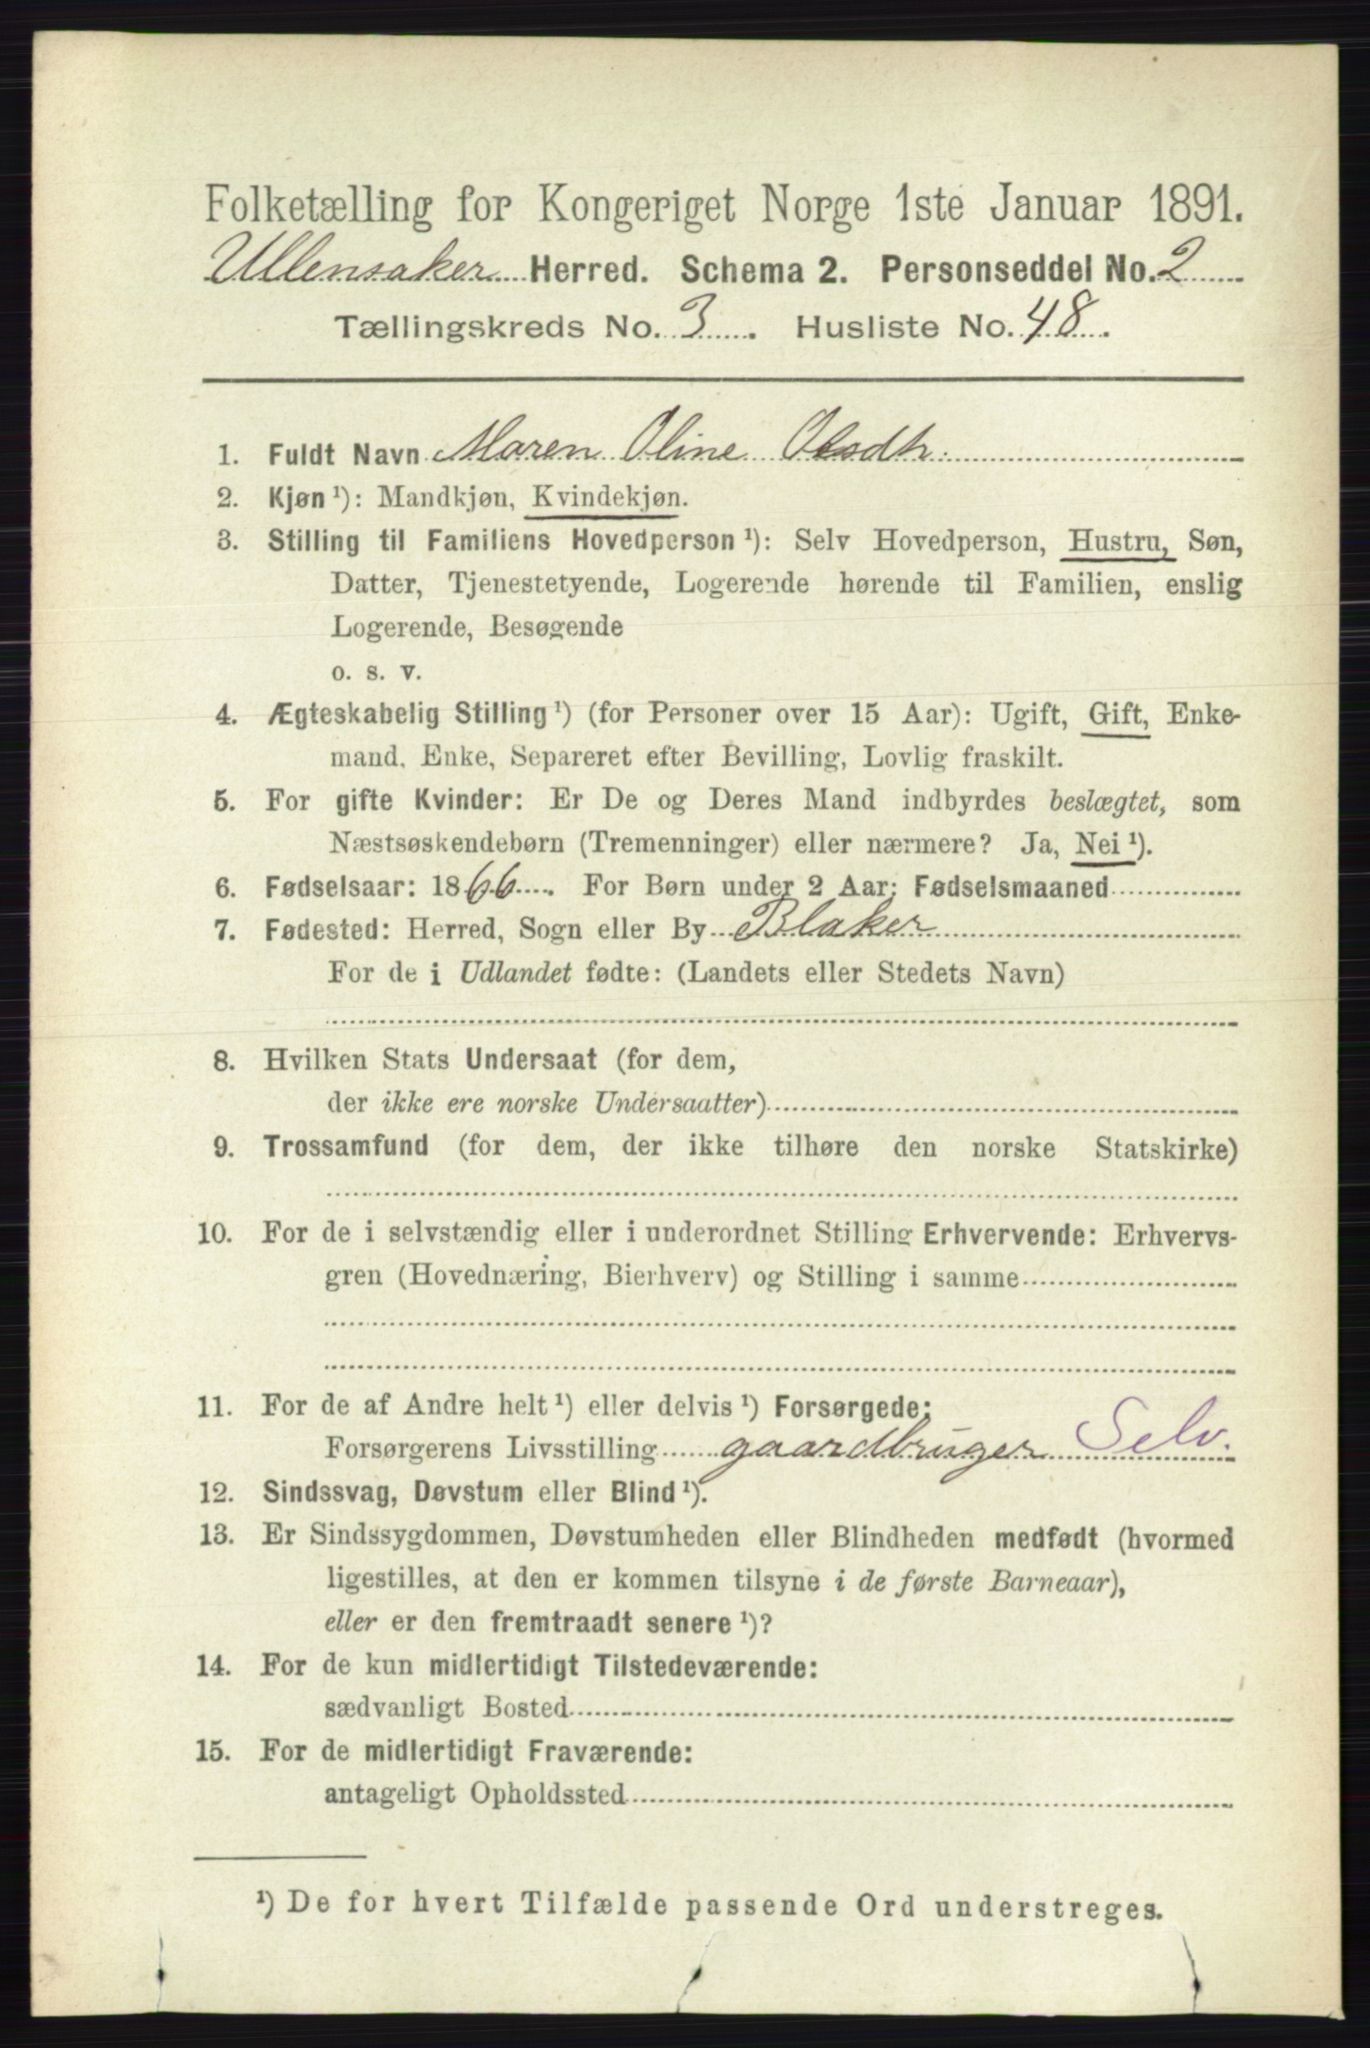 Folketælling for Kongeriget Norge 1ste Januar 1891.
Ullensaker Herred. Schema 2. Personseddel No. 2
Tællingskreds No. 3. Husliste No. 48.
1. Fuldt Navn Maren Oline Olsdtr.
2. Kjøn ¹): Mandkjøn, Kvindekjøn.
3. Stilling til Familiens Hovedperson ¹): Selv Hovedperson, Hustru, Søn,
Datter, Tjenestetyende, Logerende hørende til Familien, enslig
Logerende, Besøgende
o. s. v.
4. Ægteskabelig Stilling ¹) (for Personer over 15 Aar): Ugift, Gift, Enke-
mand, Enke, Separeret efter Bevilling, Lovlig fraskilt.
5. For gifte Kvinder: Er De og Deres Mand indbyrdes beslægtet, som
Næstsøskendebørn (Tremenninger) eller nærmere? Ja, Nei ¹).
6. Fødselsaar: 1866. For Børn under 2 Aar: Fødselsmaaned
7. Fødested: Herred, Sogn eller By Blaker
For de i Udlandet fødte: (Landets eller Stedets Navn)
8. Hvilken Stats Undersaat (for dem,
der ikke ere norske Undersaatter)
9. Trossamfund (for dem, der ikke tilhøre den norske Statskirke)
10. For de i selvstændig eller i underordnet Stilling Erhvervende: Erhvervs-
gren (Hovednæring, Bierhverv) og Stilling i samme
11. For de af Andre helt ¹) eller delvis ¹) Forsørgede:
Forsørgerens Livsstilling gaardbruger Selv.
12. Sindssvag, Døvstum eller Blind ¹).
13. Er Sindssygdommen, Døvstumheden eller Blindheden medfødt (hvormed
ligestilles, at den er kommen tilsyne i de første Barneaar),
eller er den fremtraadt senere ¹)?
14. For de kun midlertidigt Tilstedeværende:
sædvanligt Bosted
15. For de midlertidigt Fraværende:
antageligt Opholdssted
¹) De for hvert Tilfælde passende Ord understreges.